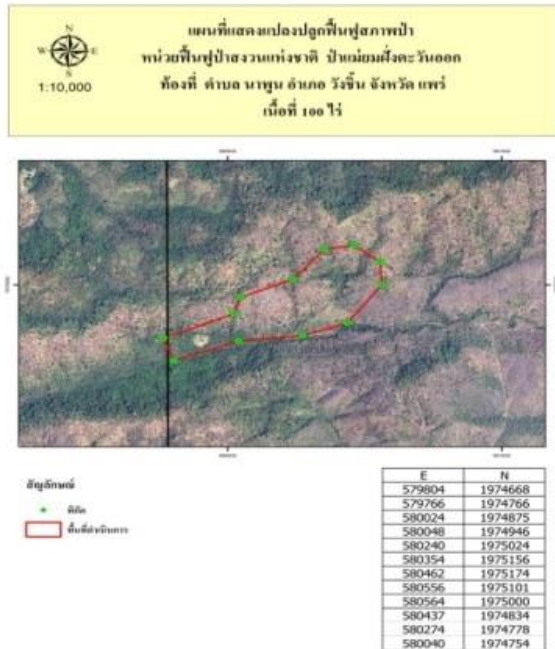 N
W E
S
1:10,000
แผนที่แสดงแปลงปลูกฟื้นฟูสภาพป่า
หน่วยฟื้นฟูป่าสงวนแห่งชาติ ป่าแม่ยมฝั่งตะวันออก
ท้องที่ ตำบล นาพูน อำเภอ วังชิ้น จังหวัด แพร่
เนื้อที่ 100 ไร่
สัญลักษณ์
พิกัด
พื้นที่ดำเนินการ
E N
579804 1974668
579766 1974766
580024 1974875
580048 1974946
580240 1975024
580354 1975156
580462 1975174
580556 1975101
580564 1975000
580437 1974834
580274 1974778
580040 1974754